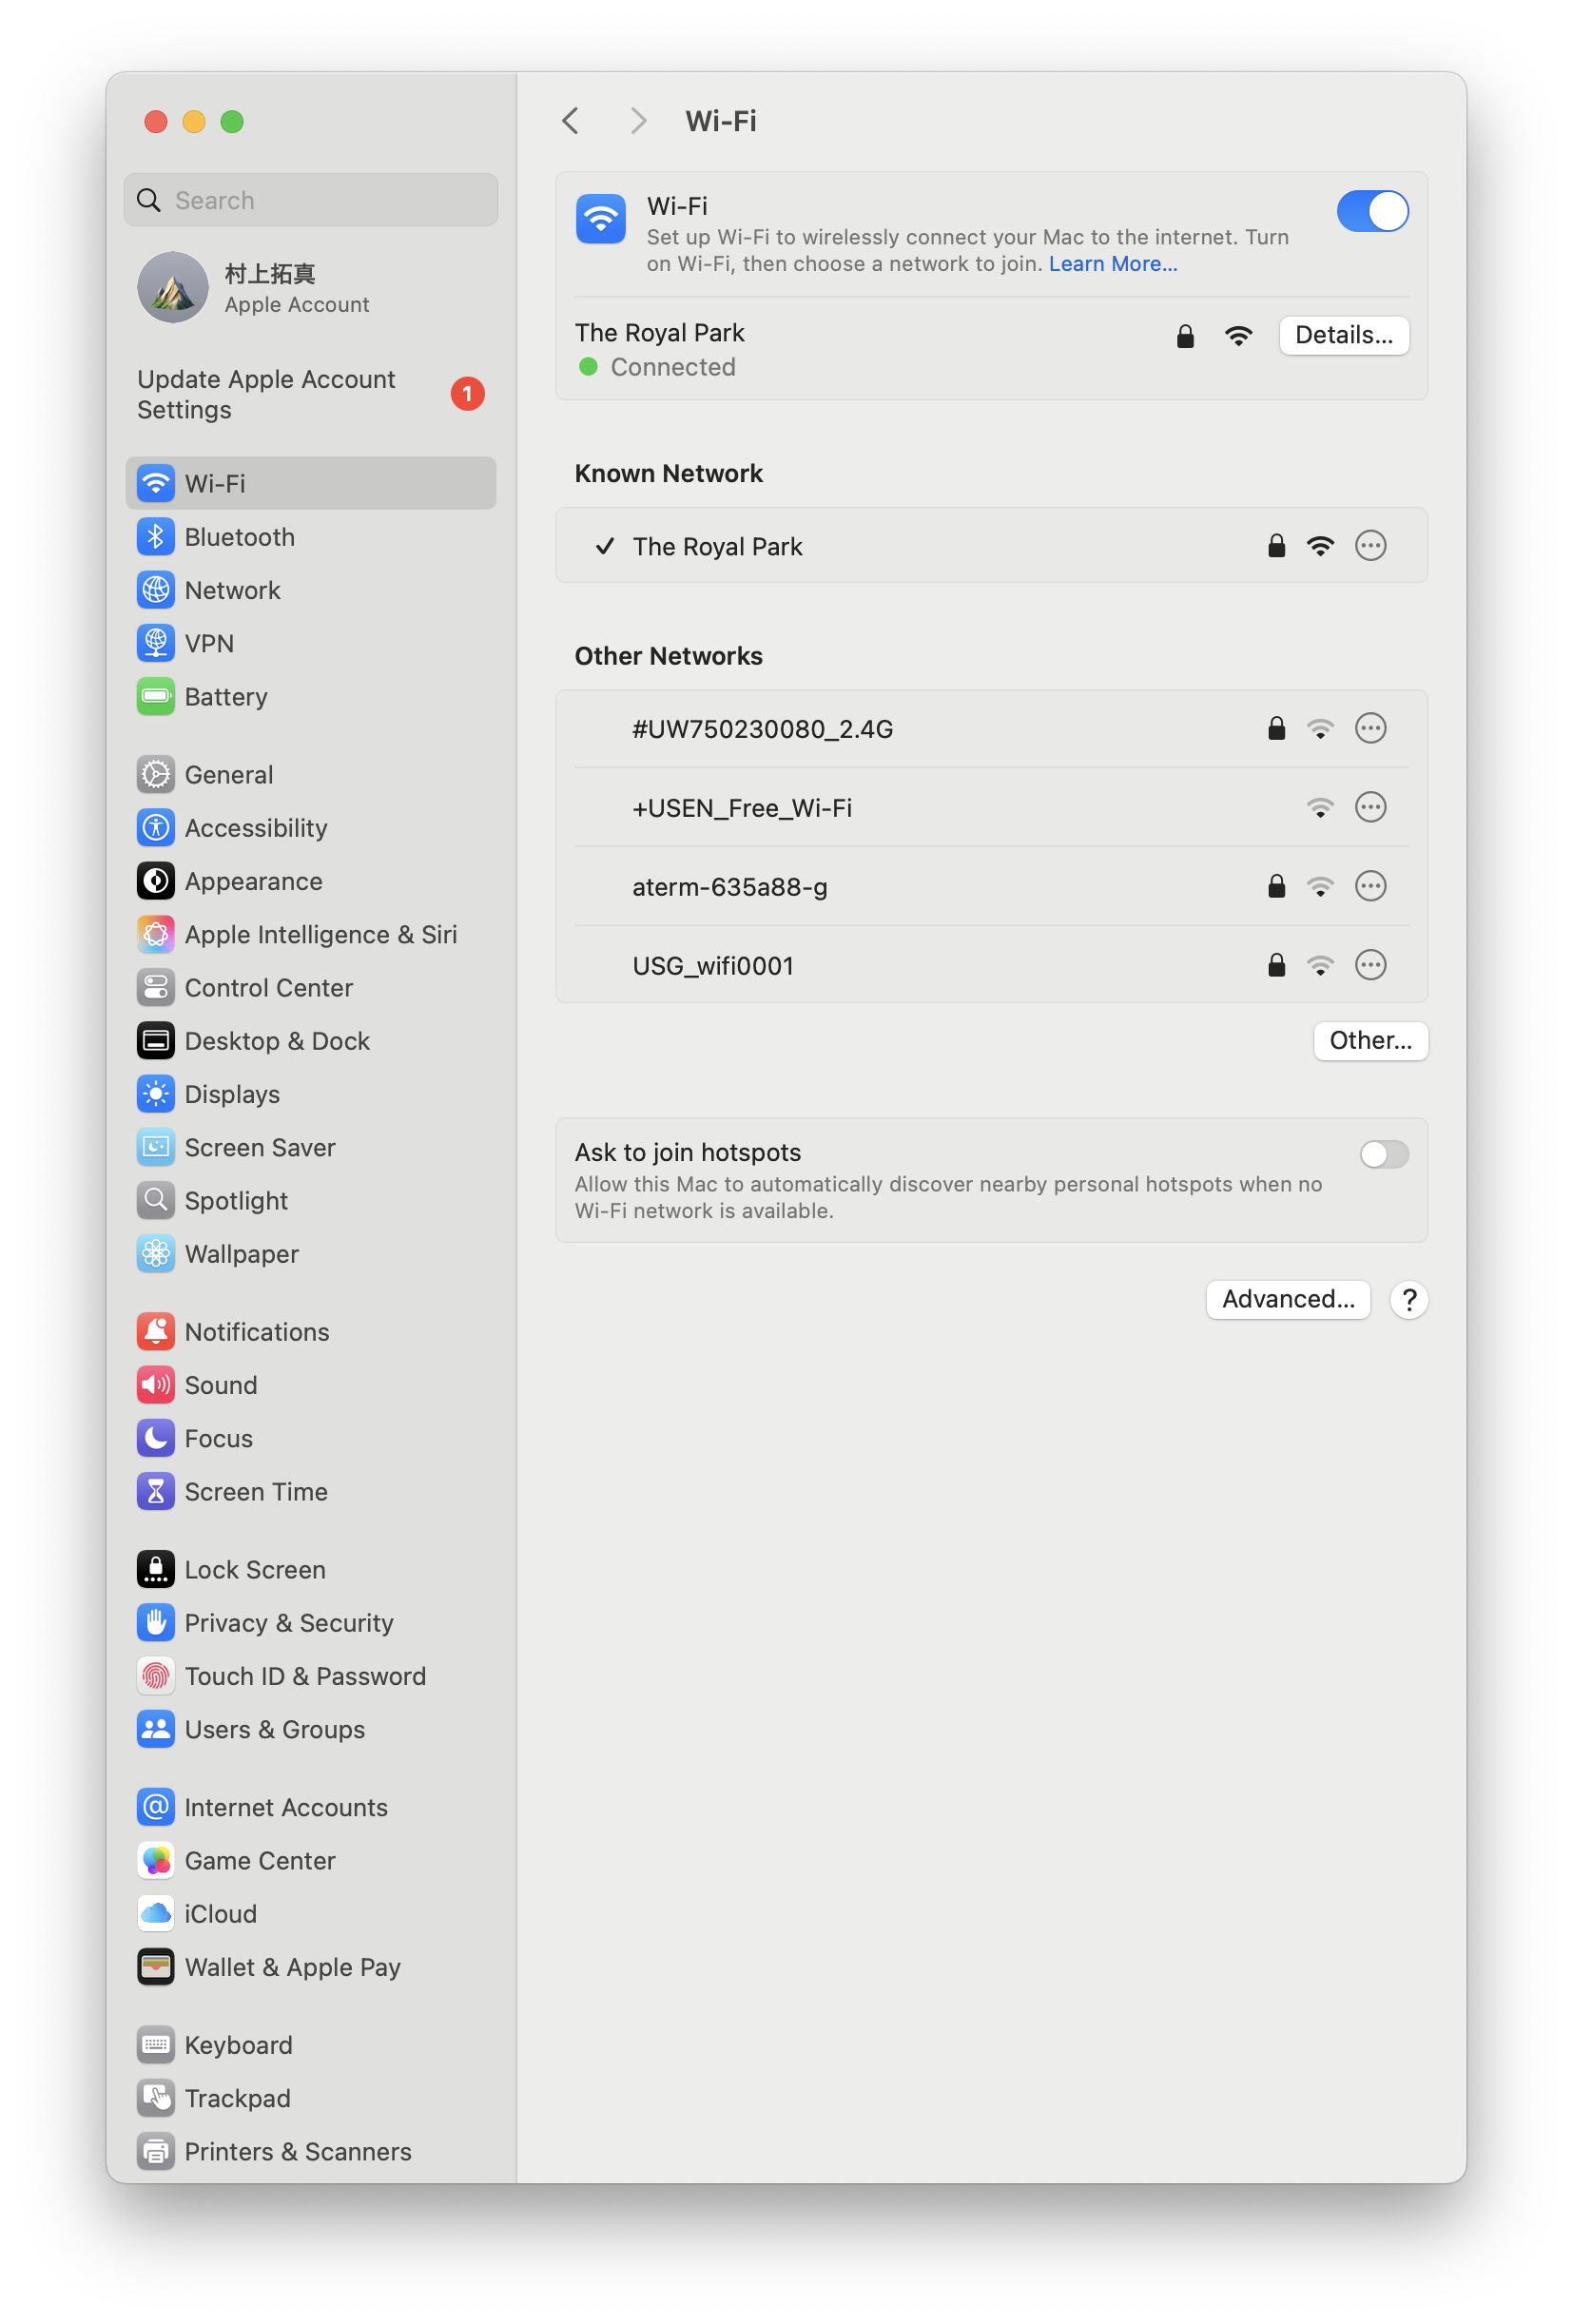 Search
村上拓真
Apple Account
Update Apple Account
Settings
1
Wi-Fi
Bluetooth
Network
VPN
Battery
General
Accessibility
Appearance
Apple Intelligence & Siri
Control Center
Desktop & Dock
Displays
Screen Saver
Spotlight
Wallpaper
Notifications
Sound
Focus
Screen Time
Lock Screen
Privacy & Security
Touch ID & Password
Users & Groups
Internet Accounts
Game Center
iCloud
Wallet & Apple Pay
Keyboard
Trackpad
Printers & Scanners
Wi-Fi
Wi-Fi
Set up Wi-Fi to wirelessly connect your Mac to the internet. Turn
on Wi-Fi, then choose a network to join. Learn More...
The Royal Park
Details...
Connected
Known Network
The Royal Park
Other Networks
#UW750230080_2.4G
+USEN_Free_Wi-Fi
aterm-635a88-g
USG_wifi0001
Other...
Ask to join hotspots
Allow this Mac to automatically discover nearby personal hotspots when no
Wi-Fi network is available.
Advanced...
?